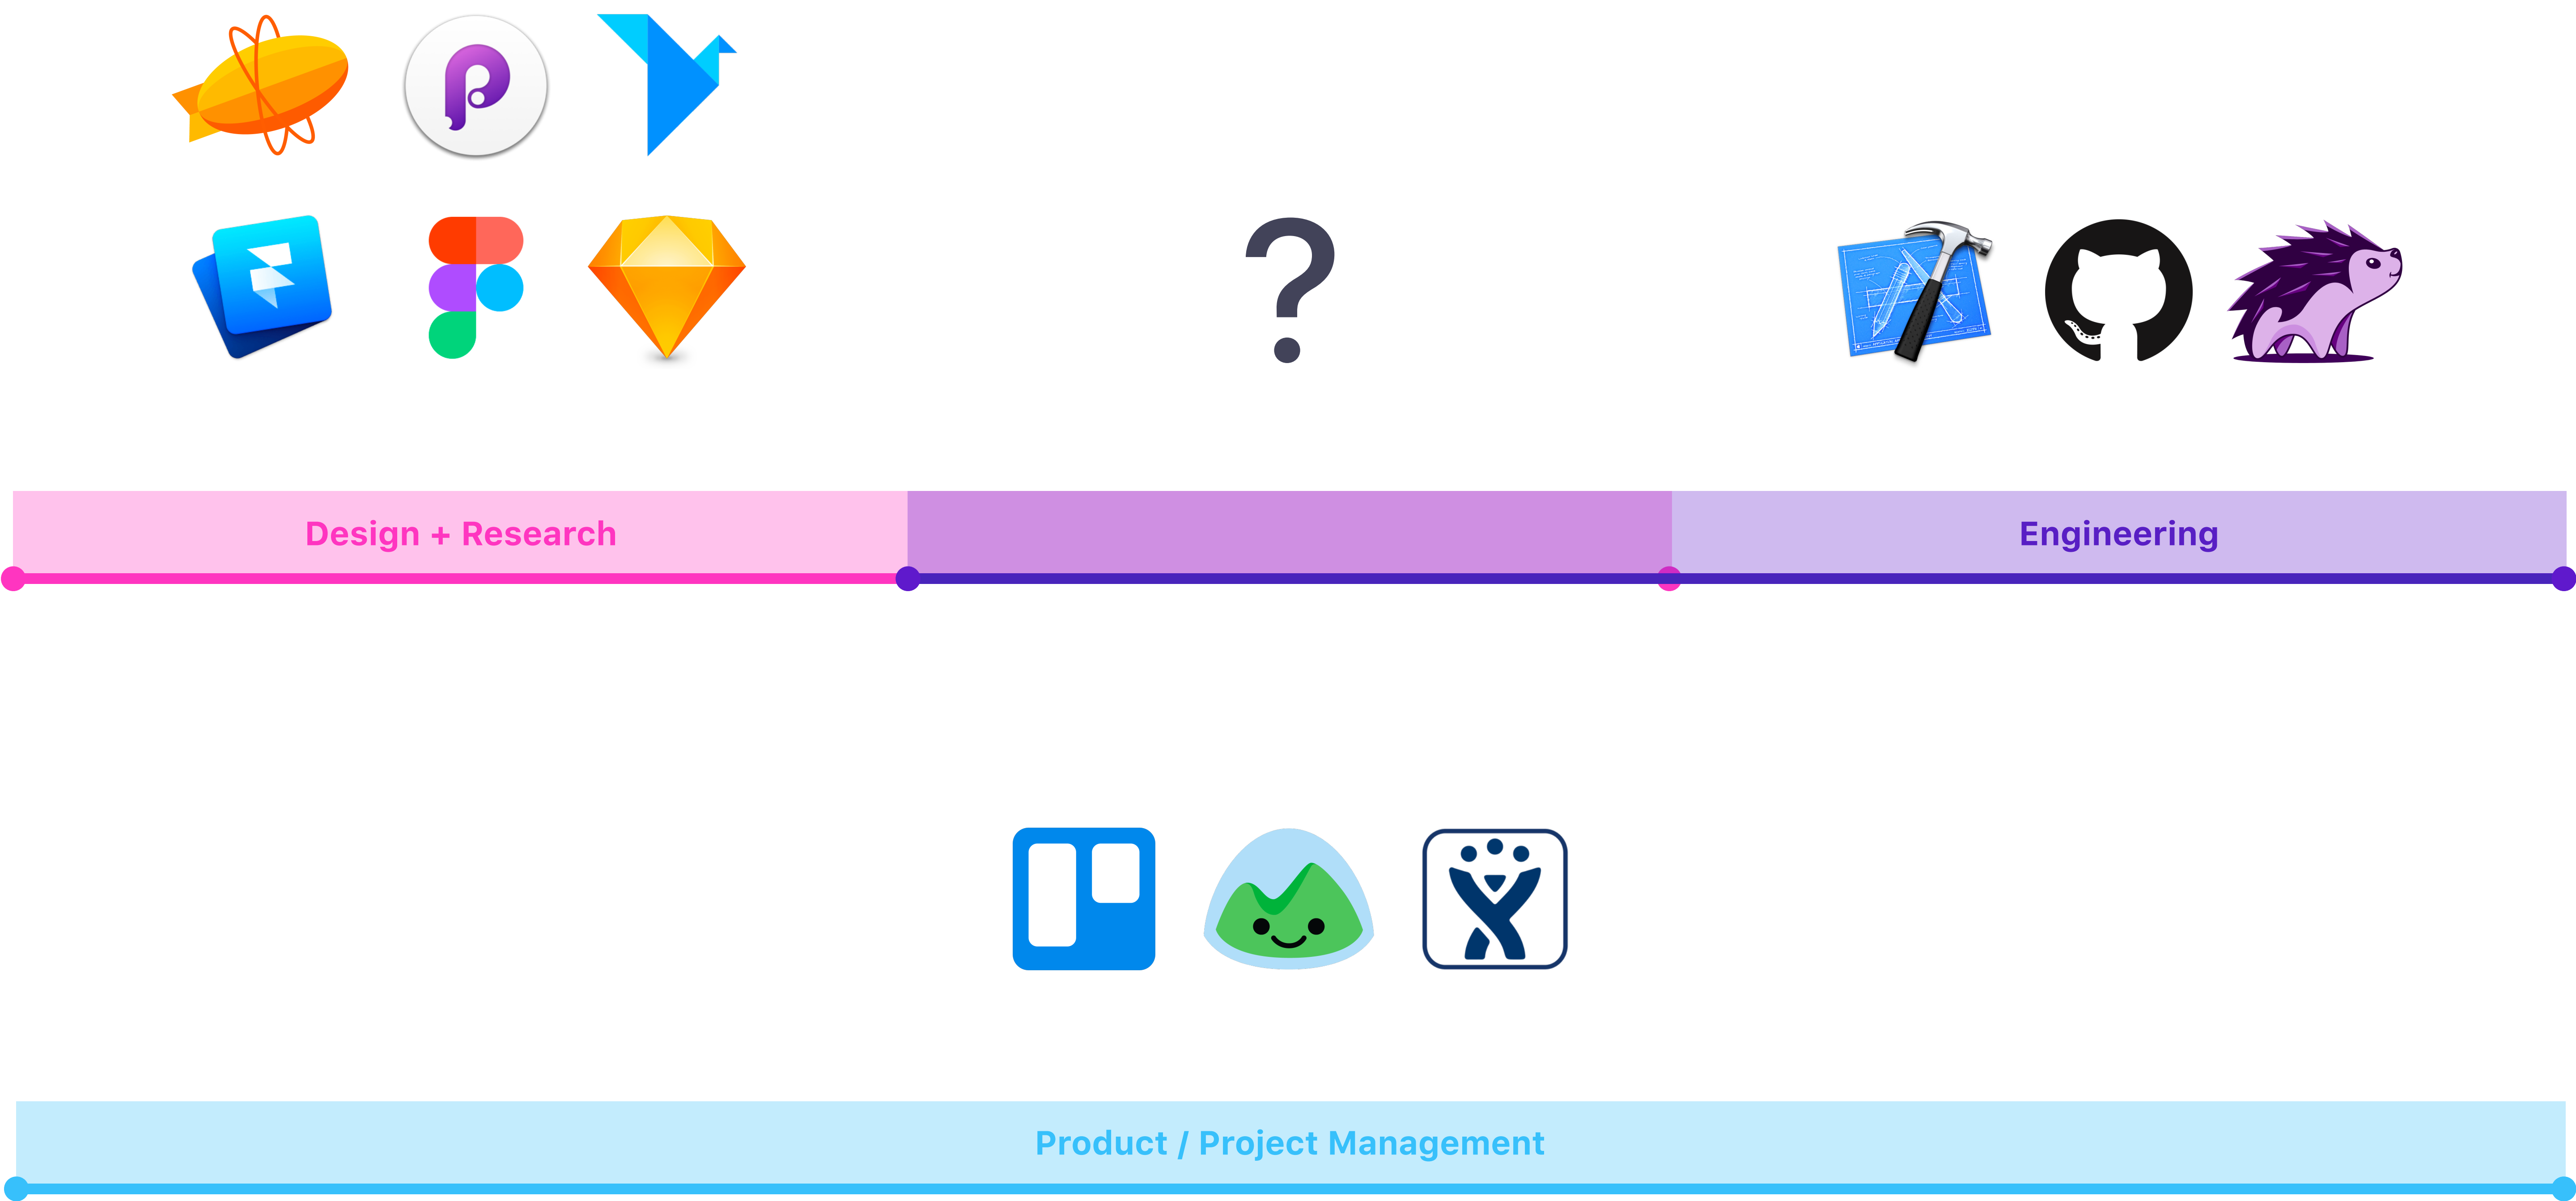 ?
Design + Research
Engineering
Product / Project Management